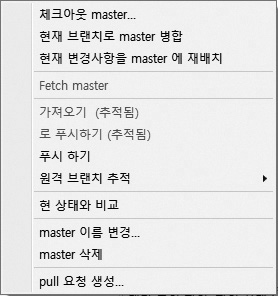 체크아웃 master...
현재 브랜치로 master 병합
현재 변경사항을 master 에 재배치
Fetch master
가져오기 (추적됨)
로 푸시하기 (추적됨)
푸시 하기
원격 브랜치 추적
현 상태와 비교
master 이름 변경...
master 삭제
pull 요청 생성...